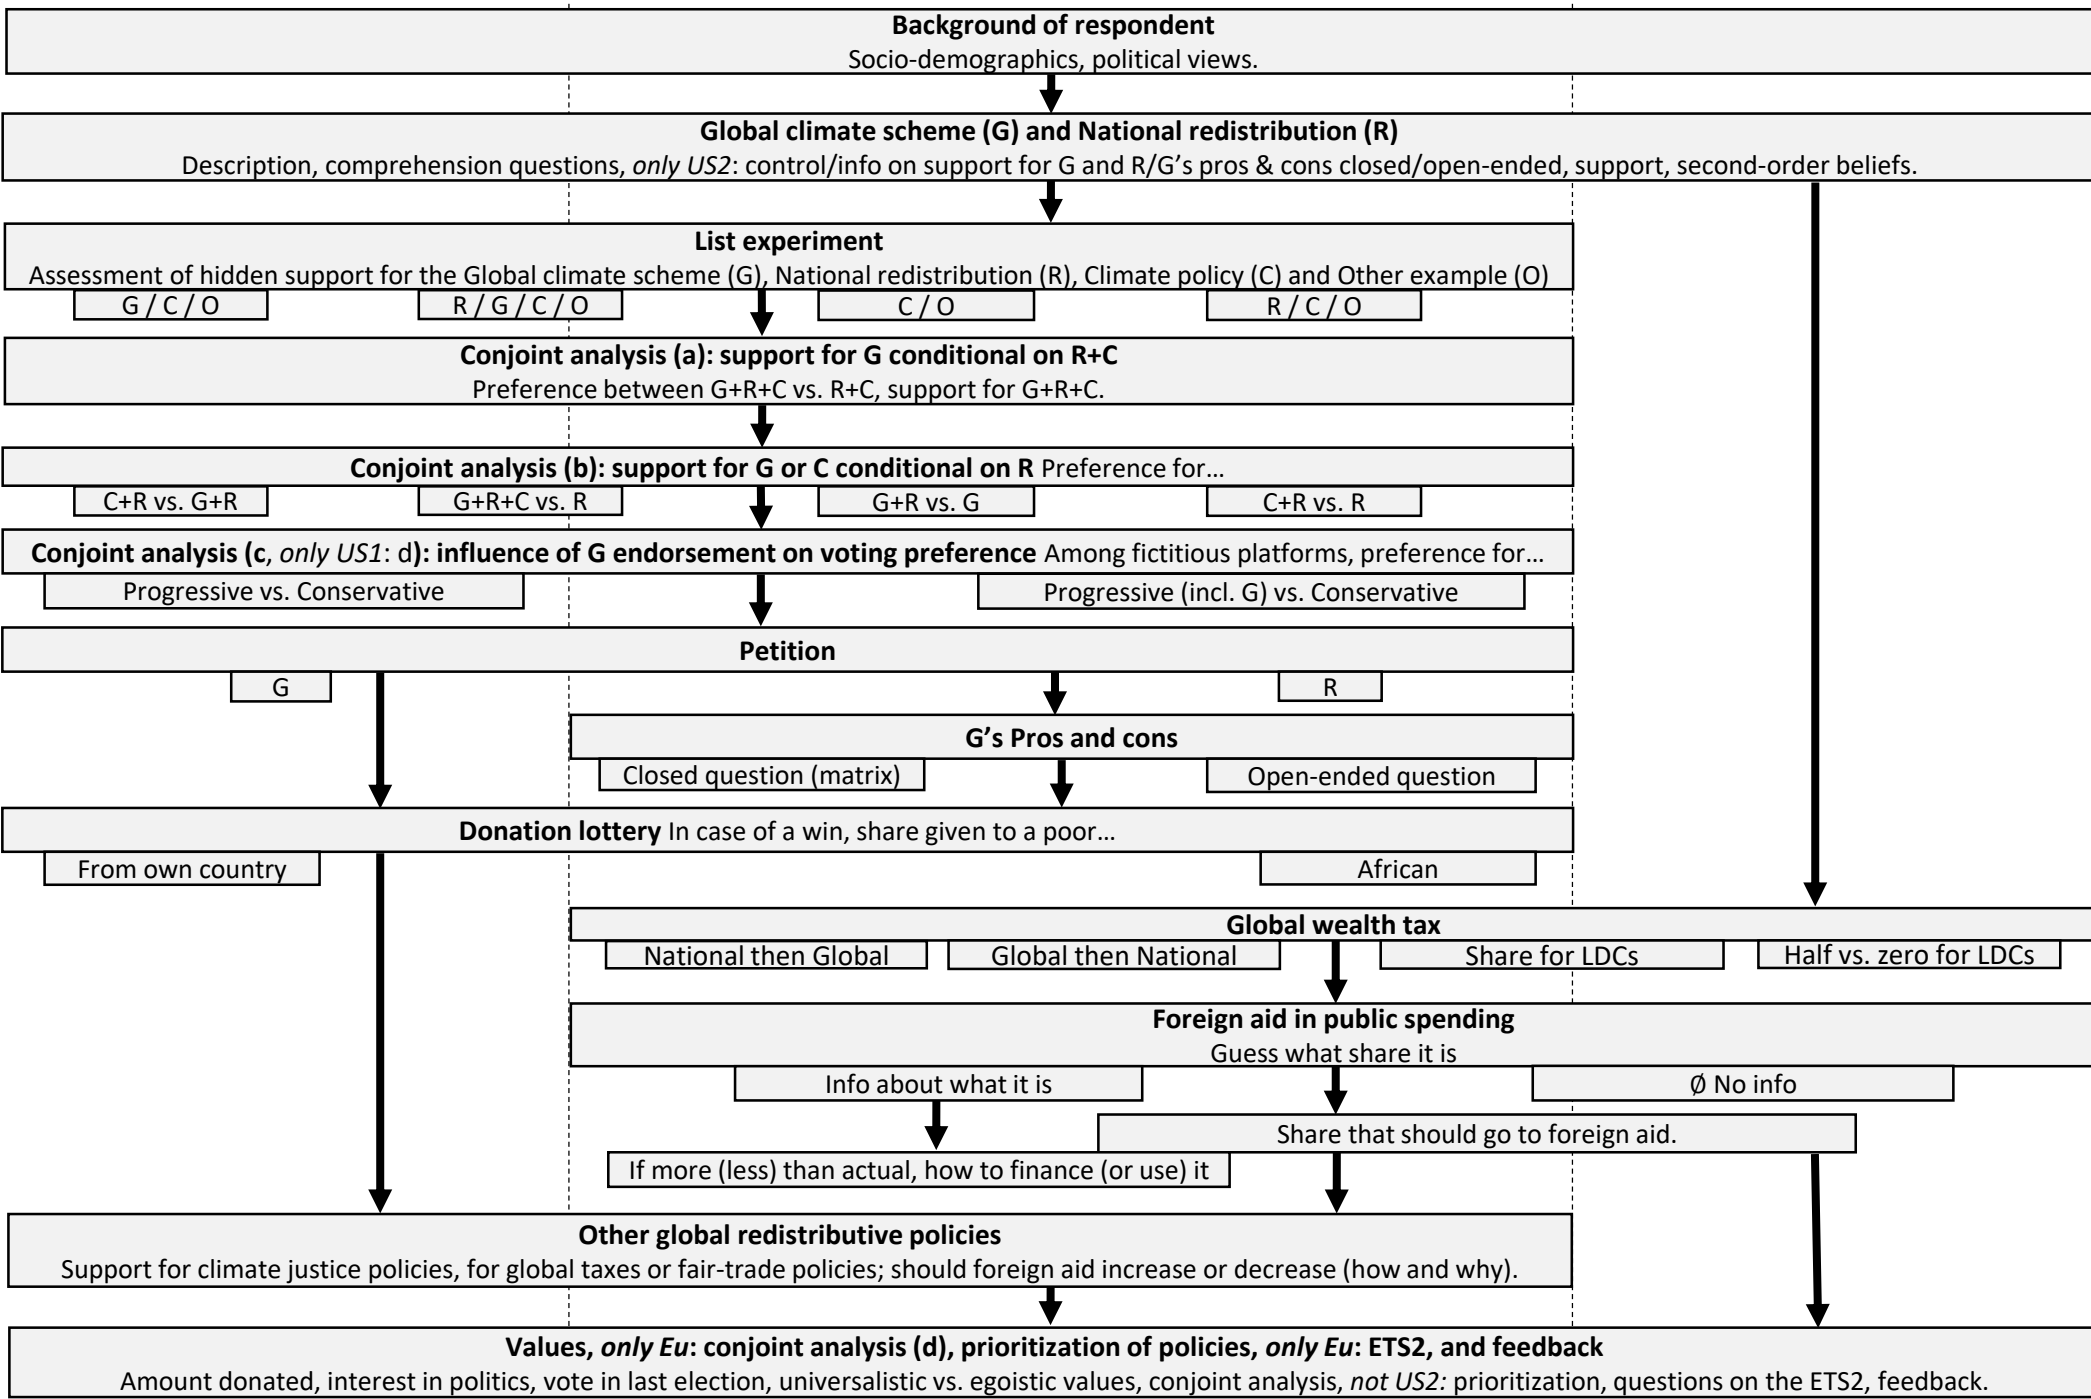 Background of respondent
Socio-demographics, political views.
Global climate scheme (G) and National redistribution (R)
Description, comprehension questions, only US2: control/info on support for G and R/G’s pros & cons closed/open-ended, support, second-order beliefs.
List experiment
Assessment of hidden support for the Global climate scheme (G), National redistribution (R), Climate policy (C) and Other example (O)
G / C / O
R / G / C / O
C / O
R / C / O
Conjoint analysis (a): support for G conditional on R+C
Preference between G+R+C vs. R+C, support for G+R+C.
Conjoint analysis (b): support for G or C conditional on R Preference for…
C+R vs. G+R
G+R+C vs. R
G+R vs. G
C+R vs. R
Conjoint analysis (c, only US1: d): influence of G endorsement on voting preference Among fictitious platforms, preference for…
Progressive vs. Conservative
Progressive (incl. G) vs. Conservative
Petition
G
R
G’s Pros and cons
Closed question (matrix)
Open-ended question
Donation lottery In case of a win, share given to a poor…
From own country
African
Global wealth tax
National then Global
Global then National
Share for LDCs
Half vs. zero for LDCs
Foreign aid in public spending
Guess what share it is
Info about what it is
Ø No info
Share that should go to foreign aid.
If more (less) than actual, how to finance (or use) it
Other global redistributive policies
Support for climate justice policies, for global taxes or fair-trade policies; should foreign aid increase or decrease (how and why).
Values, only Eu: conjoint analysis (d), prioritization of policies, only Eu: ETS2, and feedback
Amount donated, interest in politics, vote in last election, universalistic vs. egoistic values, conjoint analysis, not US2: prioritization, questions on the ETS2, feedback.